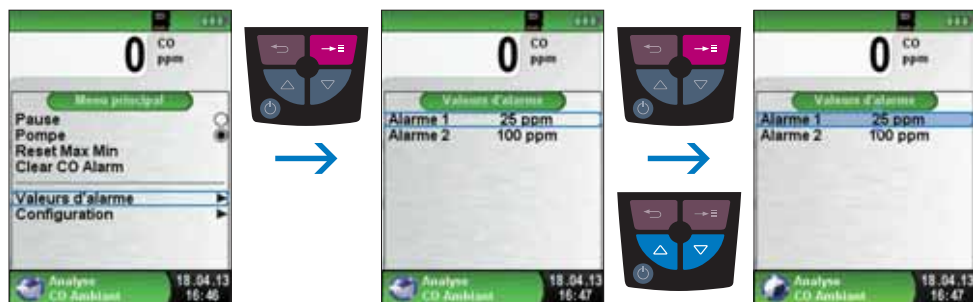 0 CO ppm
Menu principal
Pause
Pompe
Reset Max Min
Clear CO Alarm
Valeurs d'alarme
Configuration
Analyse 18.04.13
CO Ambiant 16:46
0 CO ppm
Valeurs d'alarme
Alarme 1 25 ppm
Alarme 2 100 ppm
Analyse 18.04.13
CO Ambiant 16:47
0 CO ppm
Valeurs d'alarme
Alarme 1 25 ppm
Alarme 2 100 ppm
Analyse 18.04.13
CO Ambiant 16:47